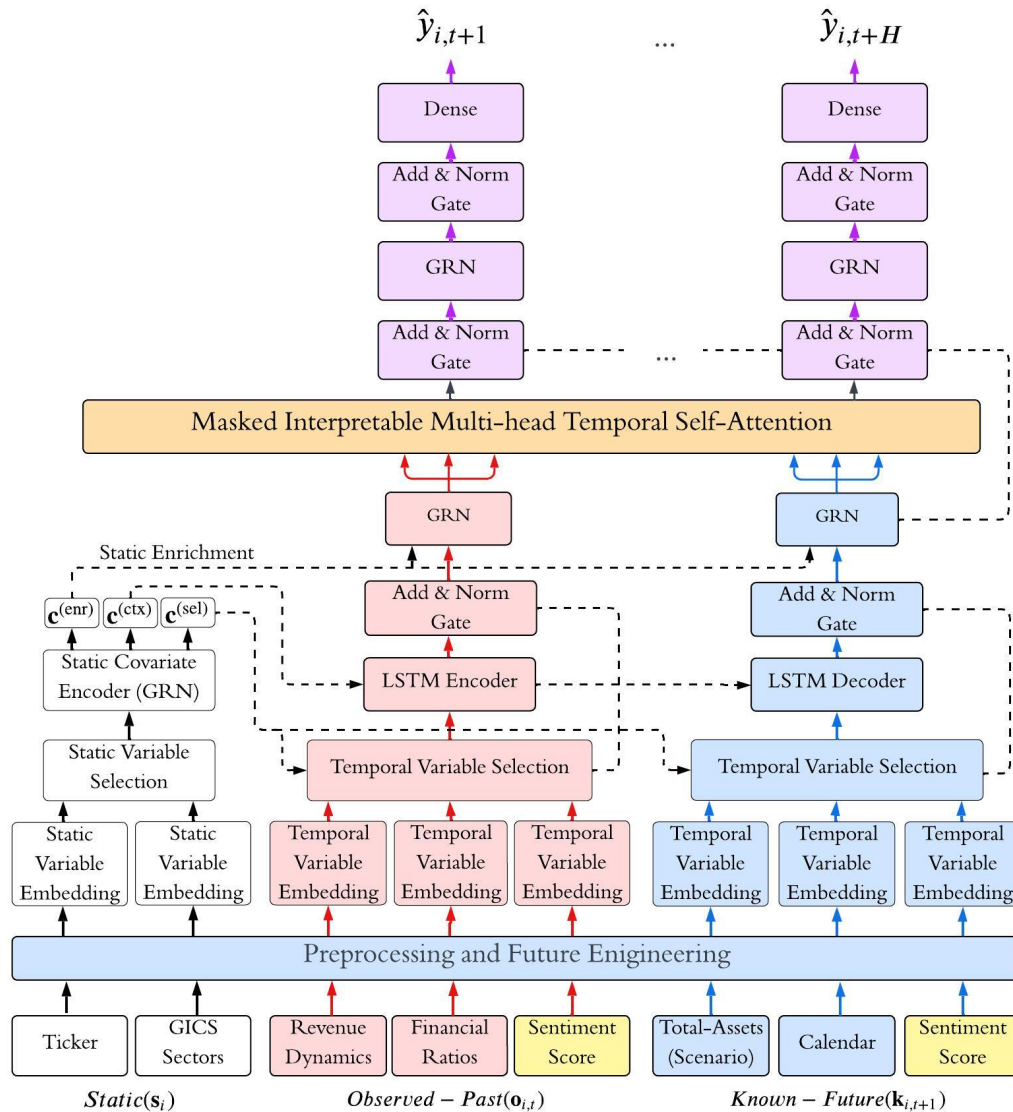 ŷ_{i,t+1} ... ŷ_{i,t+H}
Dense Dense
Add & Norm Add & Norm
Gate Gate
GRN GRN
Add & Norm ... Add & Norm
Gate Gate
Masked Interpretable Multi-head Temporal Self-Attention
GRN GRN
Static Enrichment
c^{(enr)} c^{(ctx)} c^{(sel)}
Add & Norm Add & Norm
Gate Gate
Static Covariate
Encoder (GRN)
LSTM Encoder LSTM Decoder
Static Variable
Selection
Temporal Variable Selection Temporal Variable Selection
Static Static Temporal Temporal Temporal Temporal Temporal Temporal
Variable Variable Variable Variable Variable Variable Variable Variable
Embedding Embedding Embedding Embedding Embedding Embedding Embedding Embedding
Preprocessing and Future Enigineering
Ticker
GICS
Sectors
Revenue
Dynamics
Financial
Ratios
Sentiment
Score
Total-Assets
(Scenario)
Calendar
Sentiment
Score
Static(s_i) Observed – Past(o_{i,t}) Known – Future(k_{i,t+1})